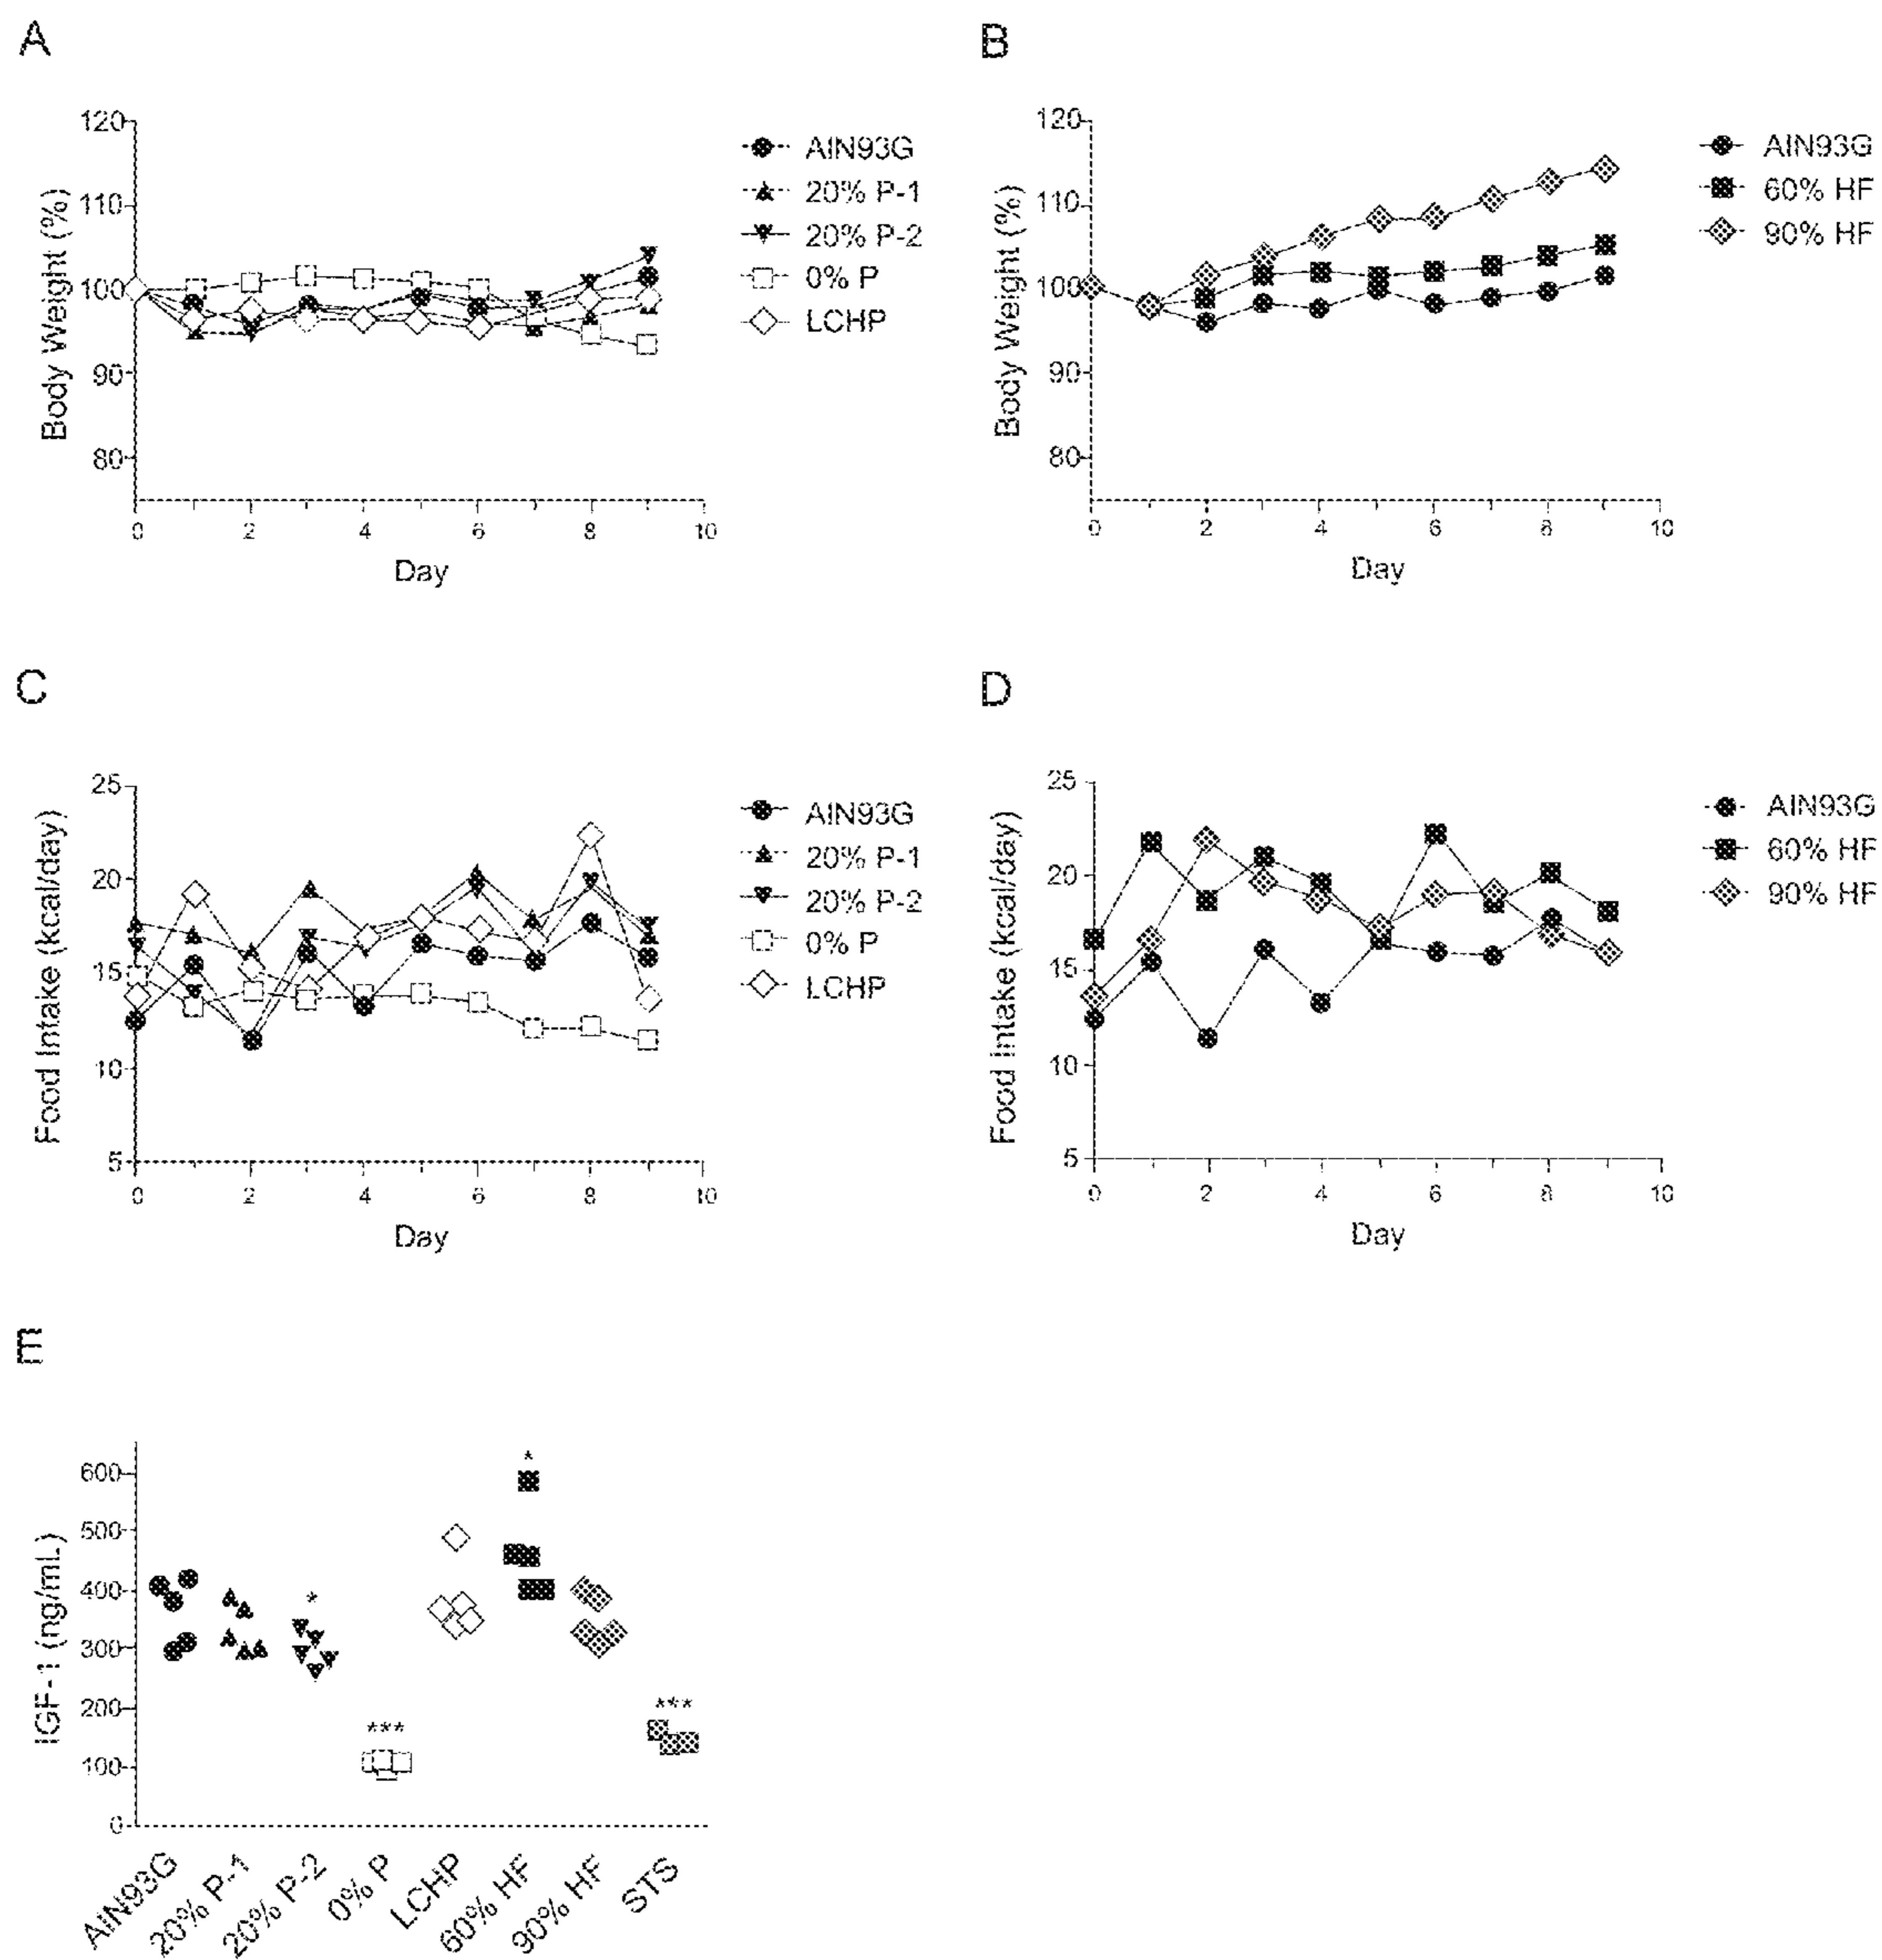 A
Body Weight (%)
120
110
100
90
80
0 2 4 6 8 10
Day
AIN93G
20% P-1
20% P-2
0% P
LCHP
B
Body Weight (%)
120
110
100
90
80
0 2 4 6 8 10
Day
AIN93G
60% HF
90% HF
C
Food Intake (kcal/day)
25
20
15
10
5
0 2 4 6 8 10
Day
AIN93G
20% P-1
20% P-2
0% P
LCHP
D
Food Intake (kcal/day)
25
20
15
10
5
0 2 4 6 8 10
Day
AIN93G
60% HF
90% HF
E
IGF-1 (ng/mL)
600
500
400
300
200
100
0
*
***
*
***
AIN93G
20% P-1
20% P-2
0% P
LCHP
60% HF
90% HF
STS